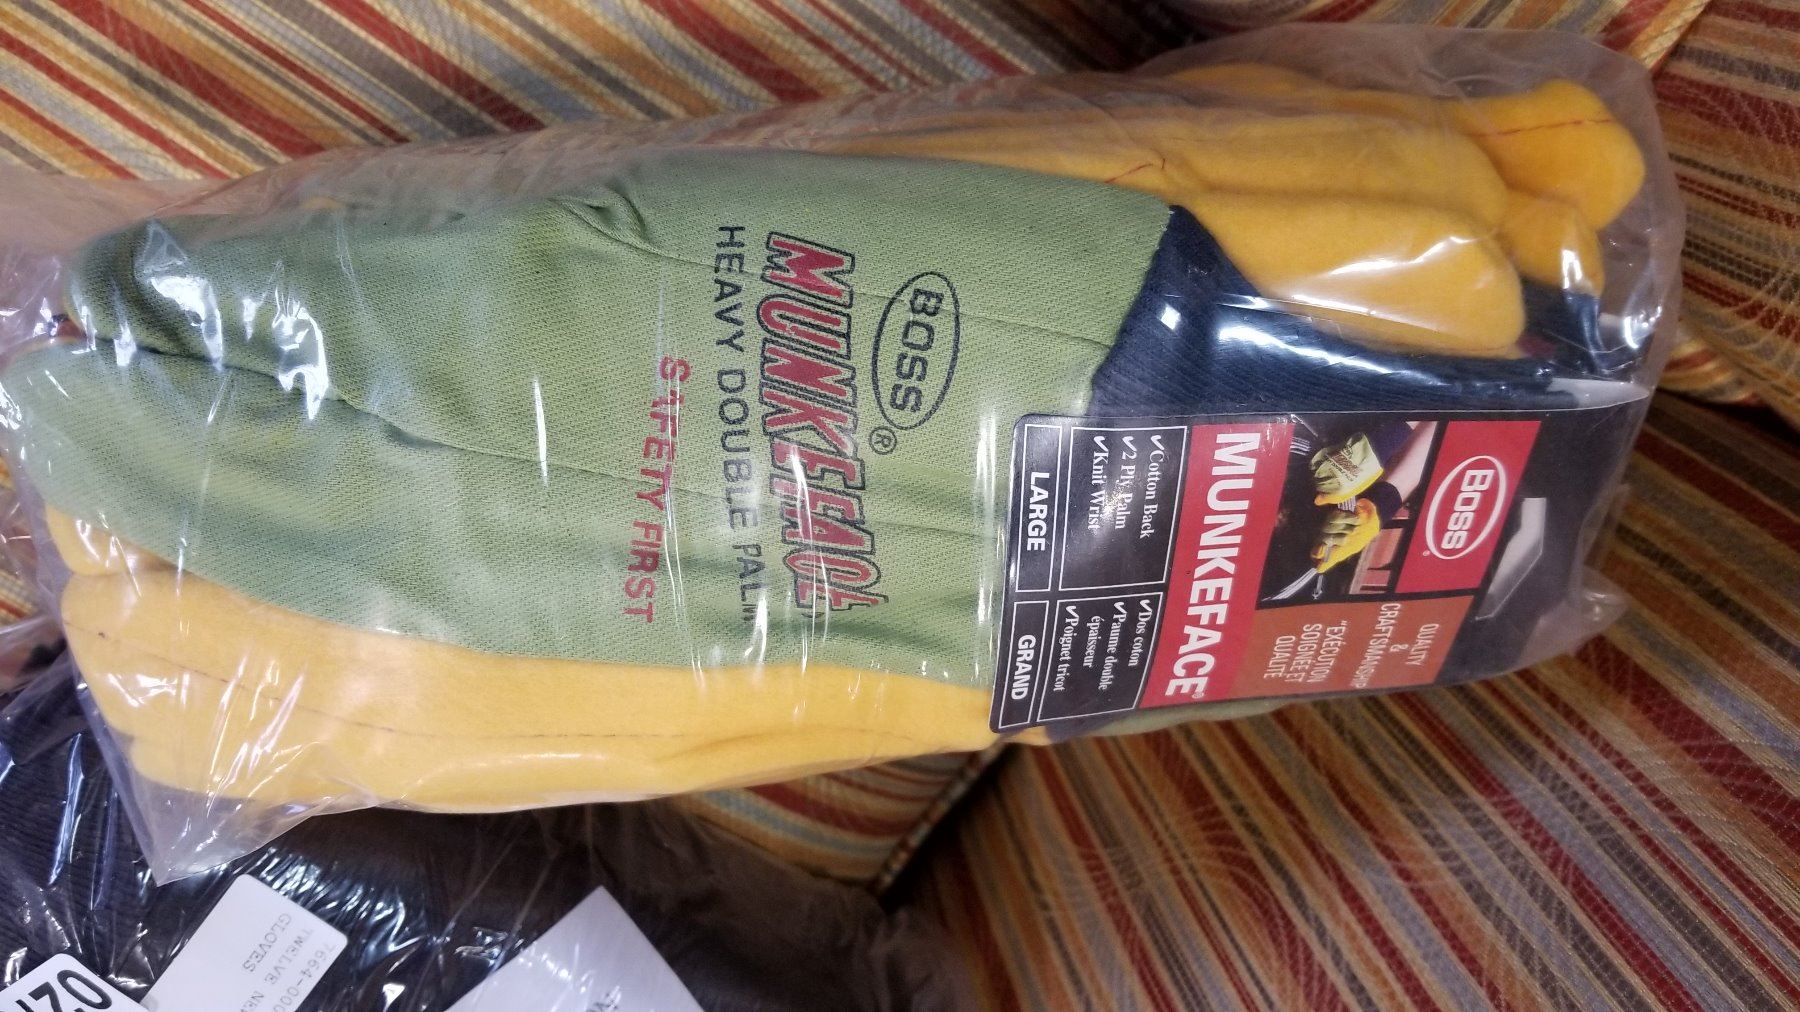 BOSS®
MUNKEFACE
HEAVY DOUBLE PALM
SAFETY FIRST
BOSS®
QUALITY
&
CRAFTSMANSHIP
"EXECUTION
SOIGNÉE ET
QUALITÉ
MUNKEFACE®
✓Cotton Back
✓2 Ply Palm
✓Knit Wrist
✓Dos coton
✓Paume double
épaisseur
✓Poignet tricot
LARGE
GRAND
TWELVE
GLOVES